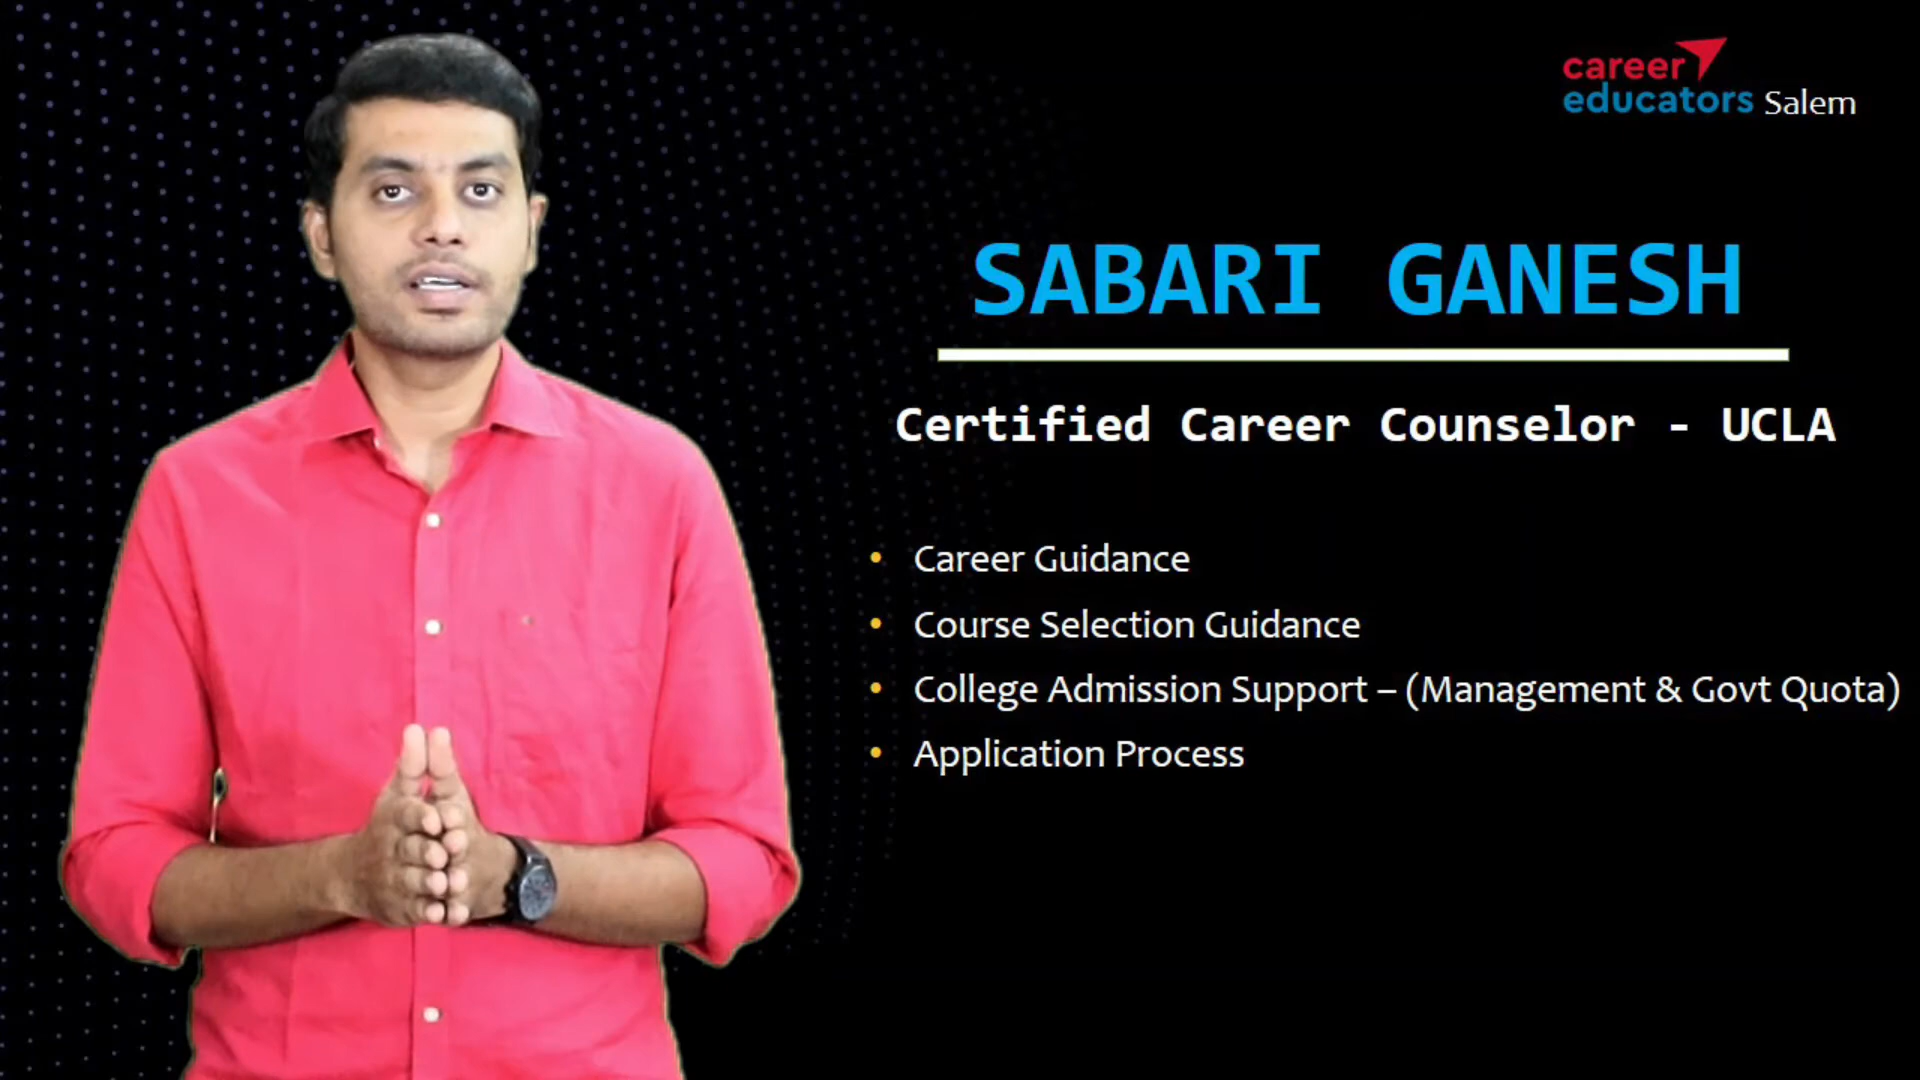 career
educators Salem
SABARI GANESH
Certified Career Counselor - UCLA
• Career Guidance
• Course Selection Guidance
• College Admission Support – (Management & Govt Quota)
• Application Process